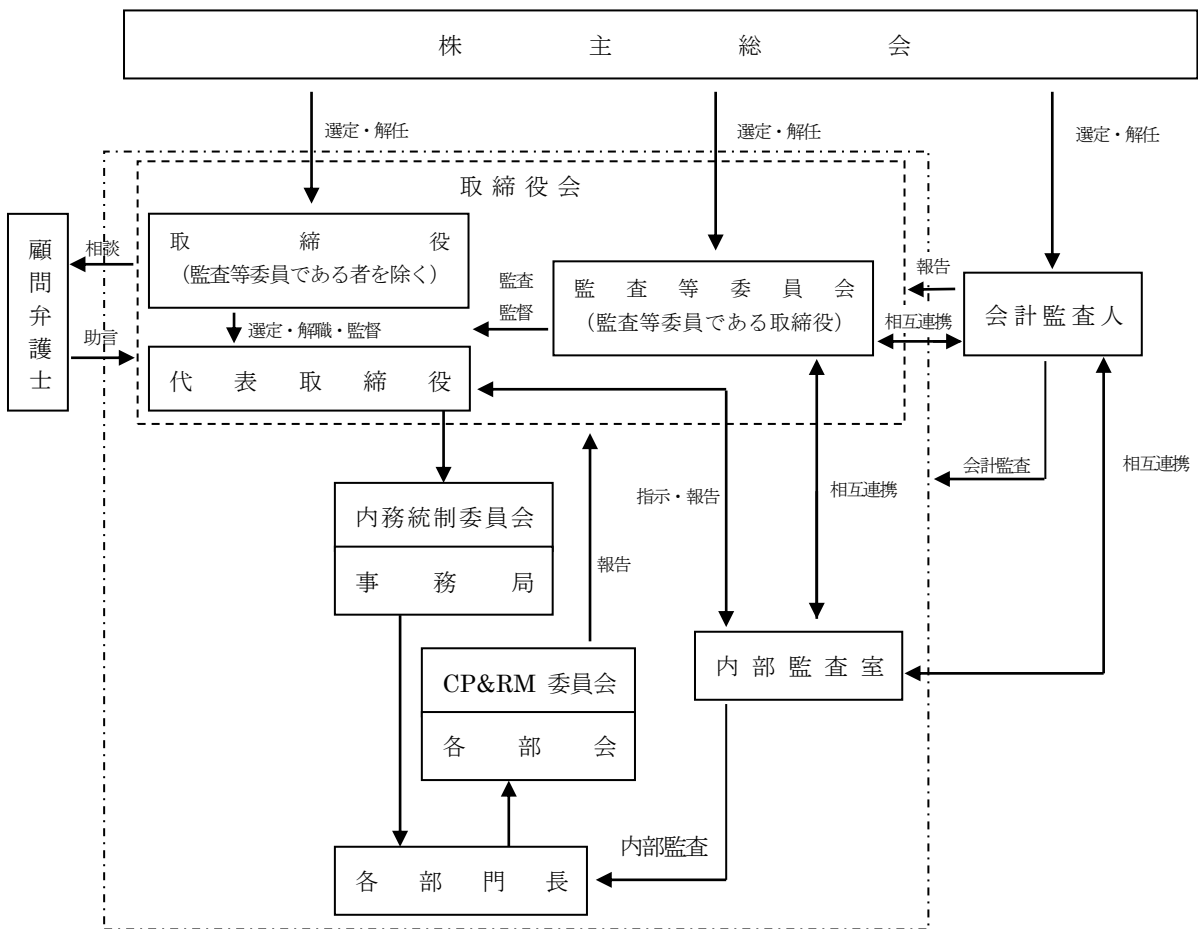 株主総会
選定・解任
選定・解任
選定・解任
取締役会
顧問弁護士
相談
助言
取締役
（監査等委員である者を除く）
選定・解職・監督
代表取締役
監査
監督
監査等委員会
（監査等委員である取締役）
報告
相互連携
会計監査人
会計監査
相互連携
内務統制委員会
事務局
報告
指示・報告
相互連携
CP&RM 委員会
各部会
内部監査室
内部監査
各部門長